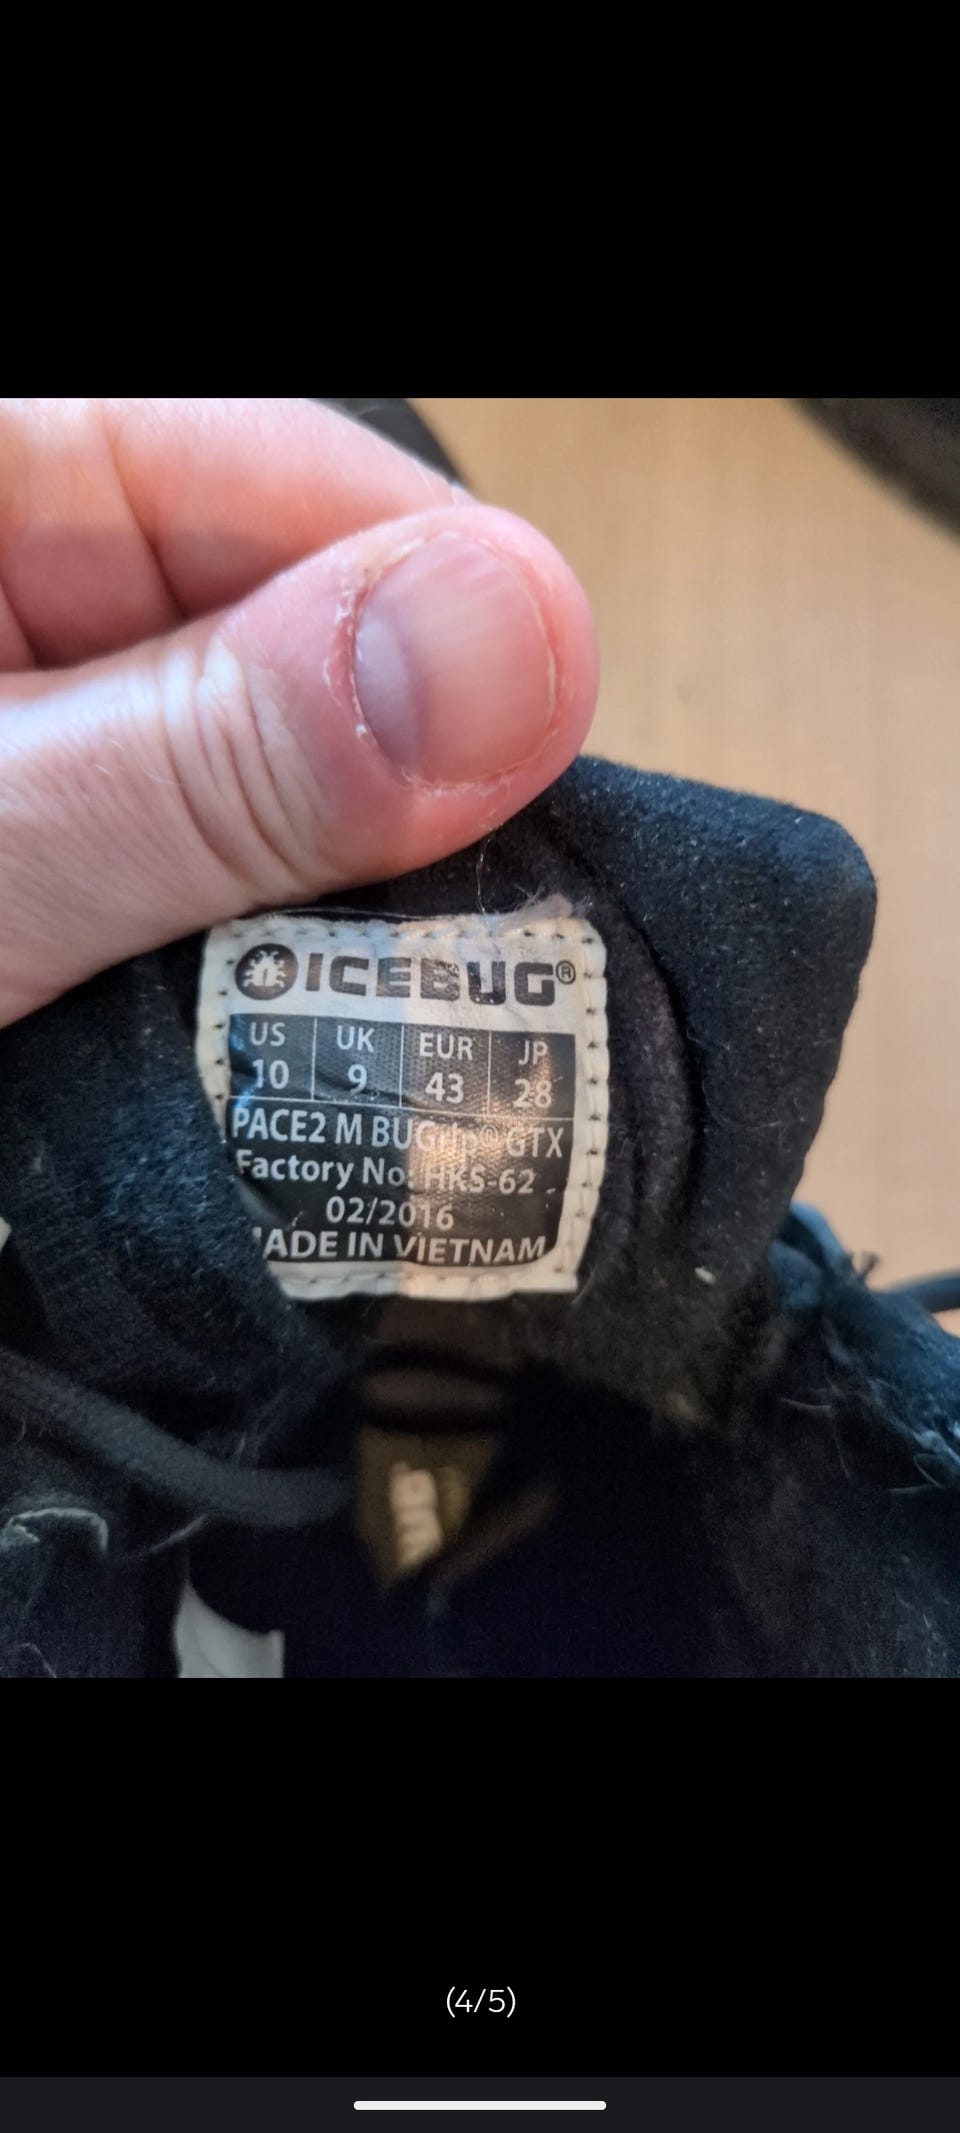 ICEBUG®
US UK EUR JP
10 9 43 28
PACE2 M BUGrip® GTX
Factory No: HKS-62
02/2016
MADE IN VIETNAM
(4/5)